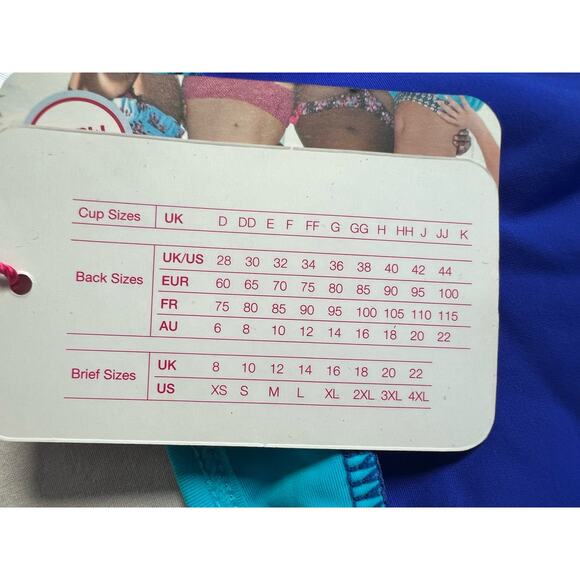 Cup Sizes UK D DD E F FF G GG H HH J JJ K
Back Sizes
UK/US 28 30 32 34 36 38 40 42 44
EUR 60 65 70 75 80 85 90 95 100
FR 75 80 85 90 95 100 105 110 115
AU 6 8 10 12 14 16 18 20 22
Brief Sizes
UK 8 10 12 14 16 18 20 22
US XS S M L XL 2XL 3XL 4XL